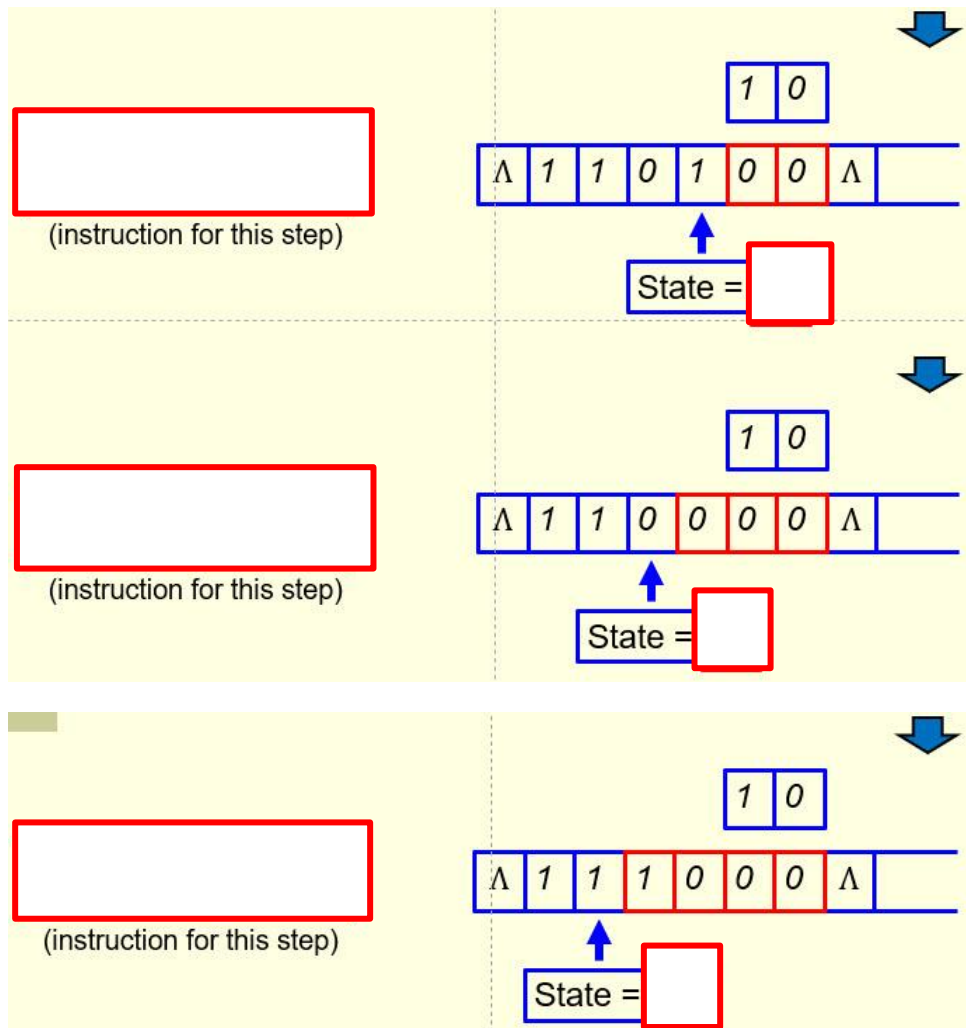 1 0
Λ 1 1 0 1 0 0 Λ
(instruction for this step)
State =
1 0
Λ 1 1 0 0 0 0 Λ
(instruction for this step)
State =
1 0
Λ 1 1 1 0 0 0 Λ
(instruction for this step)
State =